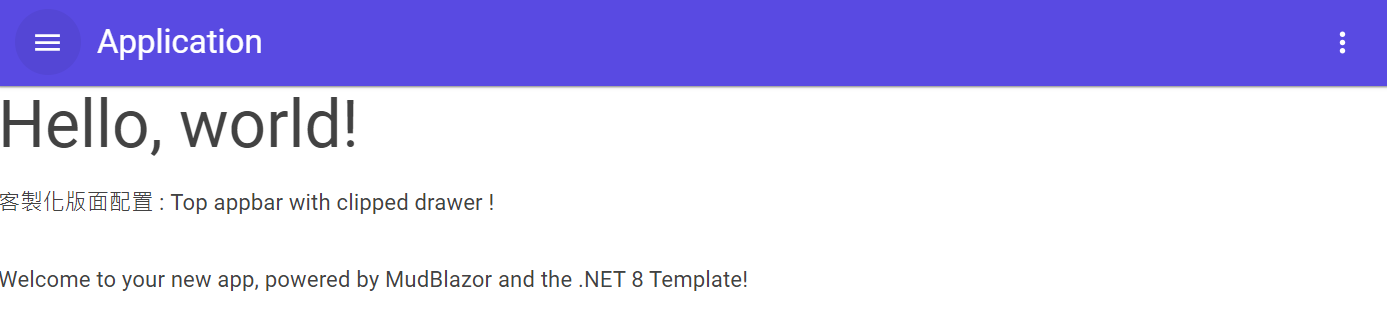 Application
Hello, world!
客製化版面配置 : Top appbar with clipped drawer !
Welcome to your new app, powered by MudBlazor and the .NET 8 Template!